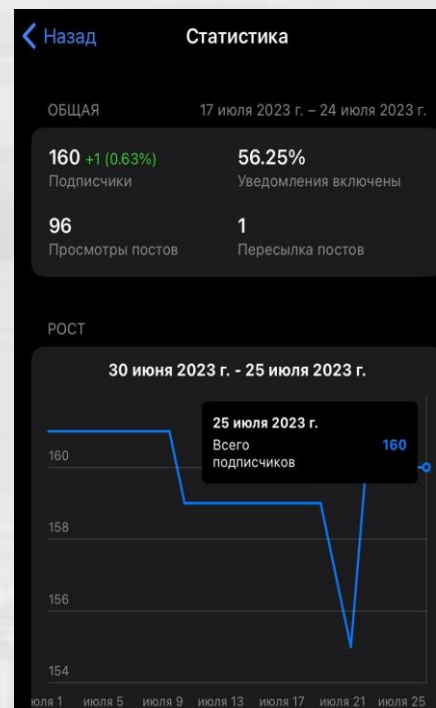 Назад
Статистика
ОБЩАЯ 17 июля 2023 г. – 24 июля 2023 г.
160 +1 (0.63%) 56.25%
Подписчики Уведомления включены
96 1
Просмотры постов Пересылка постов
РОСТ
30 июня 2023 г. - 25 июля 2023 г.
25 июля 2023 г.
Всего подписчиков 160
160
158
156
154
юля 1 июля 5 июля 9 июля 13 июля 17 июля 21 июля 25